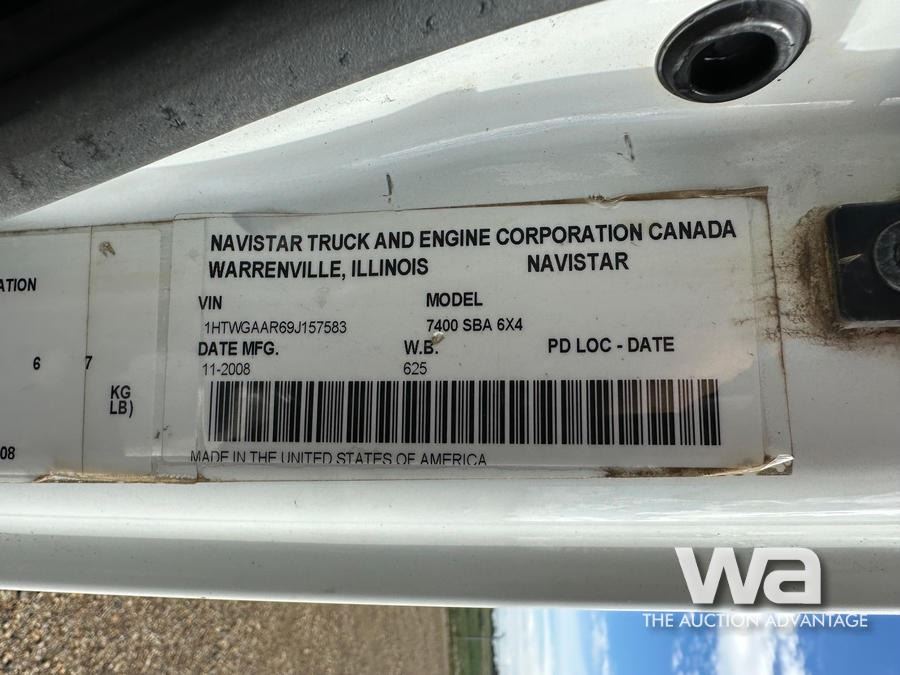 NAVISTAR TRUCK AND ENGINE CORPORATION CANADA
WARRENVILLE, ILLINOIS NAVISTAR
VIN MODEL
1HTWGAAR69J157583 7400 SBA 6X4
DATE MFG. W.B. PD LOC - DATE
11-2008 625
MADE IN THE UNITED STATES OF AMERICA
ATION
6 7
KG
LB)
08
wa
THE AUCTION ADVANTAGE